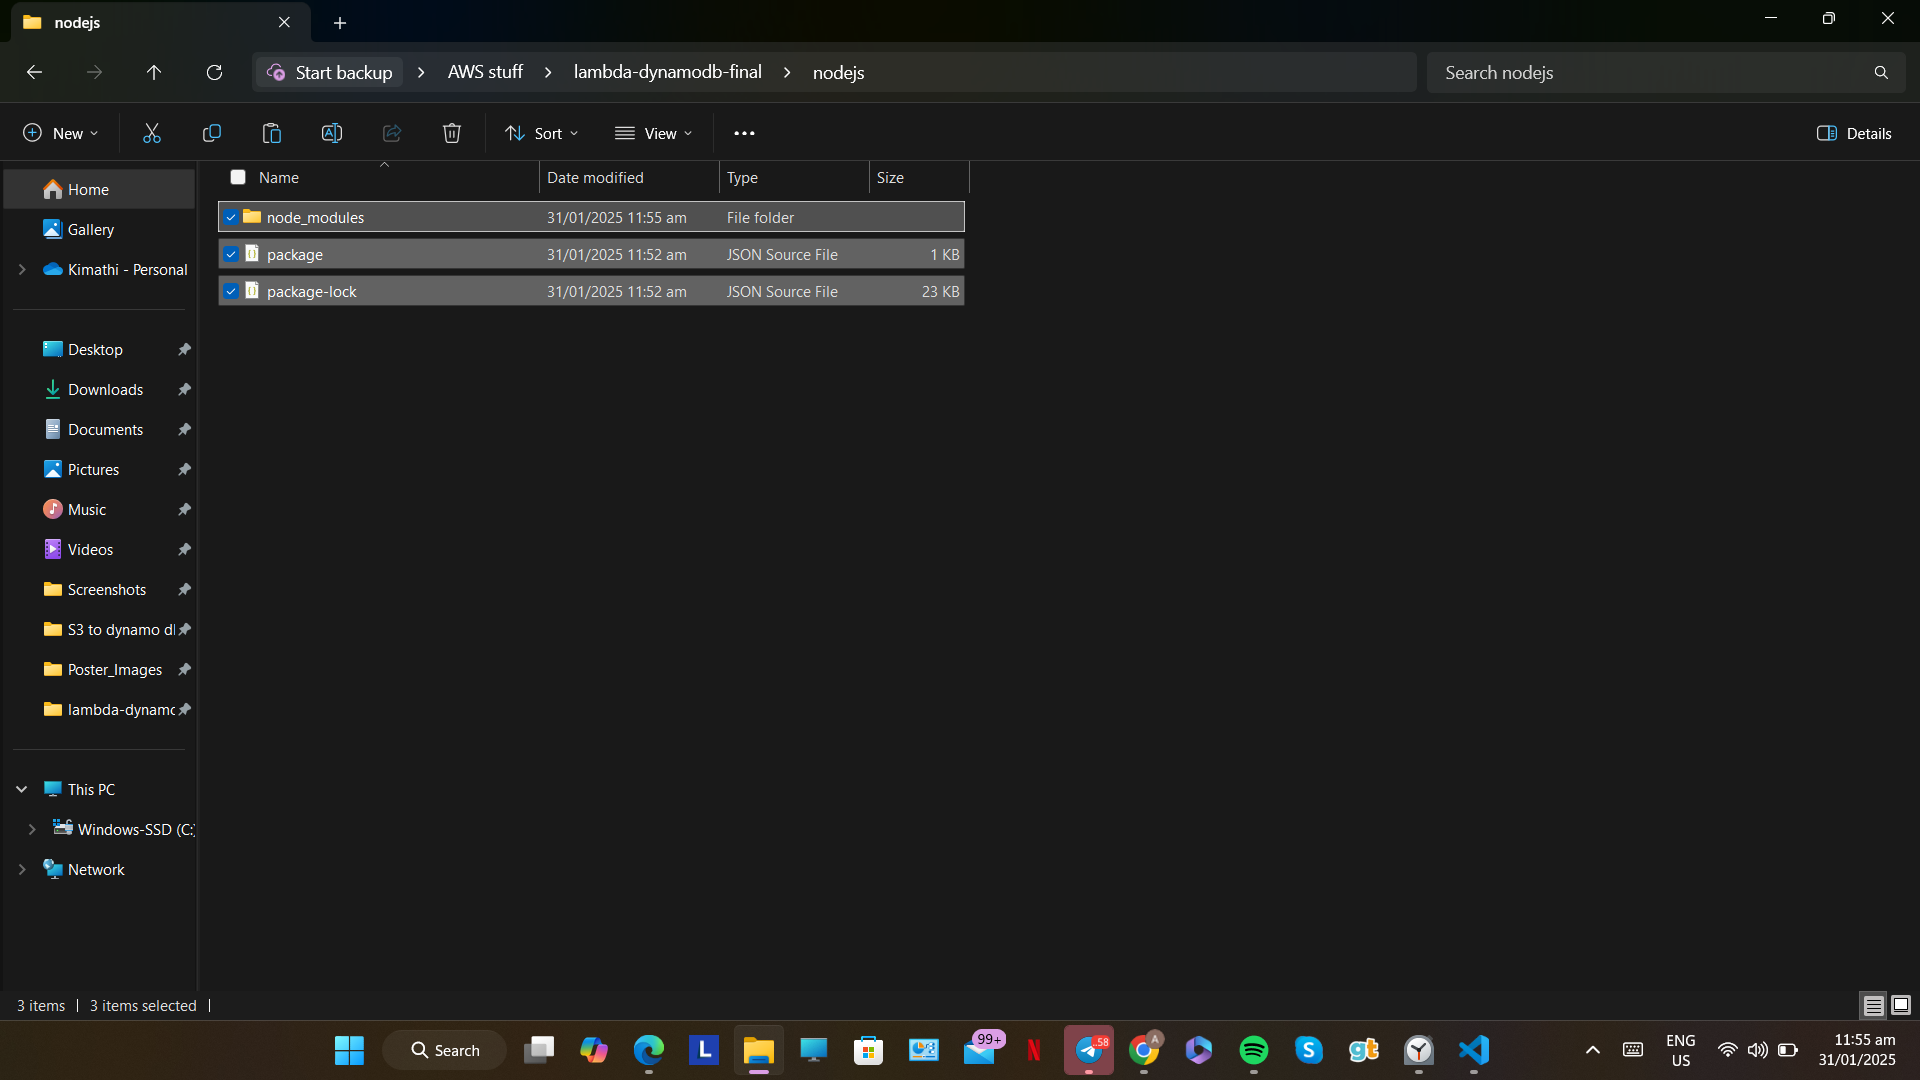 nodejs
Start backup > AWS stuff > lambda-dynamodb-final > nodejs
Search nodejs
New
Sort
View
Details
Name Date modified Type Size
node_modules 31/01/2025 11:55 am File folder
package 31/01/2025 11:52 am JSON Source File 1 KB
package-lock 31/01/2025 11:52 am JSON Source File 23 KB
Home
Gallery
Kimathi - Personal
Desktop
Downloads
Documents
Pictures
Music
Videos
Screenshots
S3 to dynamo d
Poster_Images
lambda-dynamo
This PC
Windows-SSD (C:)
Network
3 items | 3 items selected |
Search
L
99+
N
..58
A
S
gt
ENG
US
11:55 am
31/01/2025